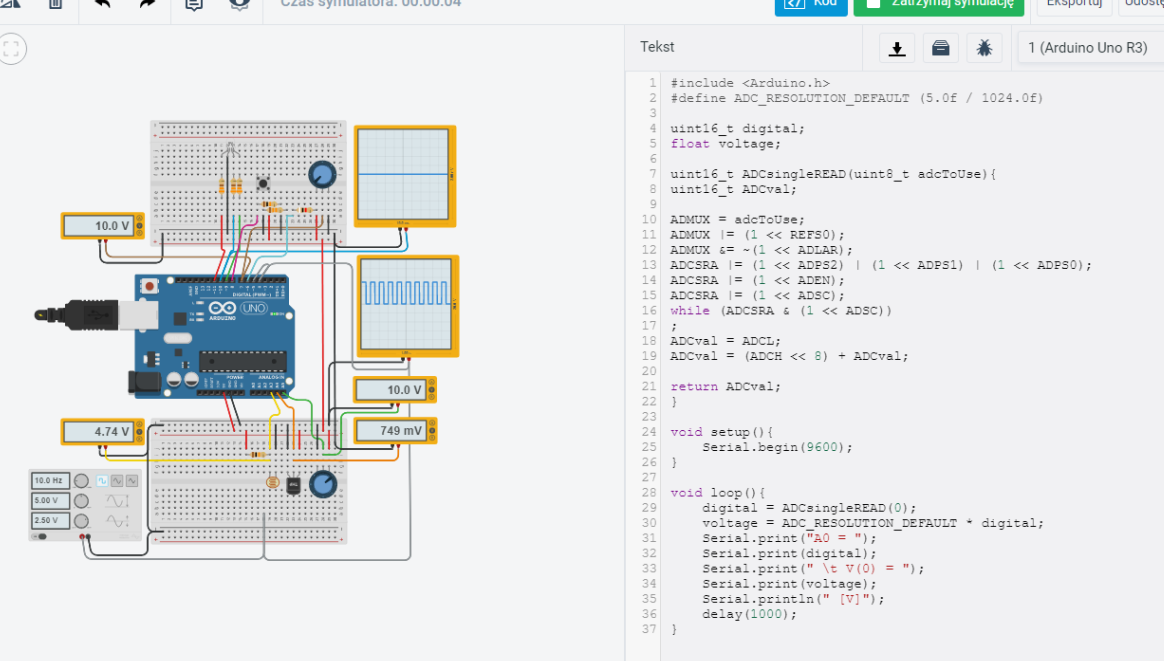 Czas symulatora: 00:00:04
Kod
Zatrzymaj symulację
Eksportuj
Tekst
1 (Arduino Uno R3)
1 #include <Arduino.h>
2 #define ADC_RESOLUTION_DEFAULT (5.0f / 1024.0f)
3
4 uint16_t digital;
5 float voltage;
6
7 uint16_t ADCsingleREAD(uint8_t adcToUse){
8 uint16_t ADCval;
9
10 ADMUX = adcToUse;
11 ADMUX |= (1 << REFS0);
12 ADMUX &= ~(1 << ADLAR);
13 ADCSRA |= (1 << ADPS2) | (1 << ADPS1) | (1 << ADPS0);
14 ADCSRA |= (1 << ADEN);
15 ADCSRA |= (1 << ADSC);
16 while (ADCSRA & (1 << ADSC))
17 ;
18 ADCval = ADCL;
19 ADCval = (ADCH << 8) + ADCval;
20
21 return ADCval;
22 }
23
24 void setup(){
25 Serial.begin(9600);
26 }
27
28 void loop(){
29 digital = ADCsingleREAD(0);
30 voltage = ADC_RESOLUTION_DEFAULT * digital;
31 Serial.print("A0 = ");
32 Serial.print(digital);
33 Serial.print(" \t V(0) = ");
34 Serial.print(voltage);
35 Serial.println(" [V]");
36 delay(1000);
37 }
10.0 V
DIGITAL (PWM~)
UNO
ARDUINO
POWER
ANALOG IN
10.0 V
4.74 V
749 mV
10.0 Hz
5.00 V
2.50 V